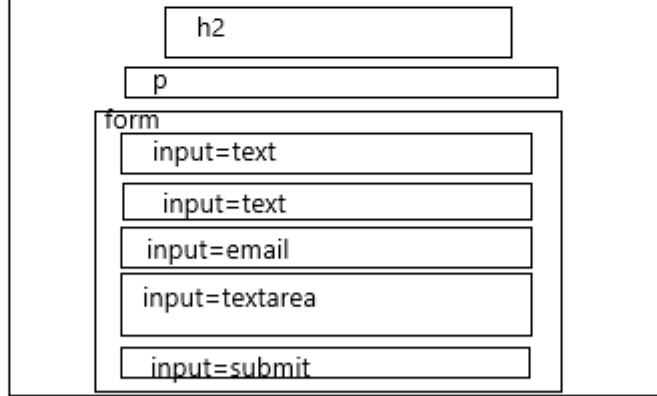 h2
p
form
input=text
input=text
input=email
input=textarea
input=submit